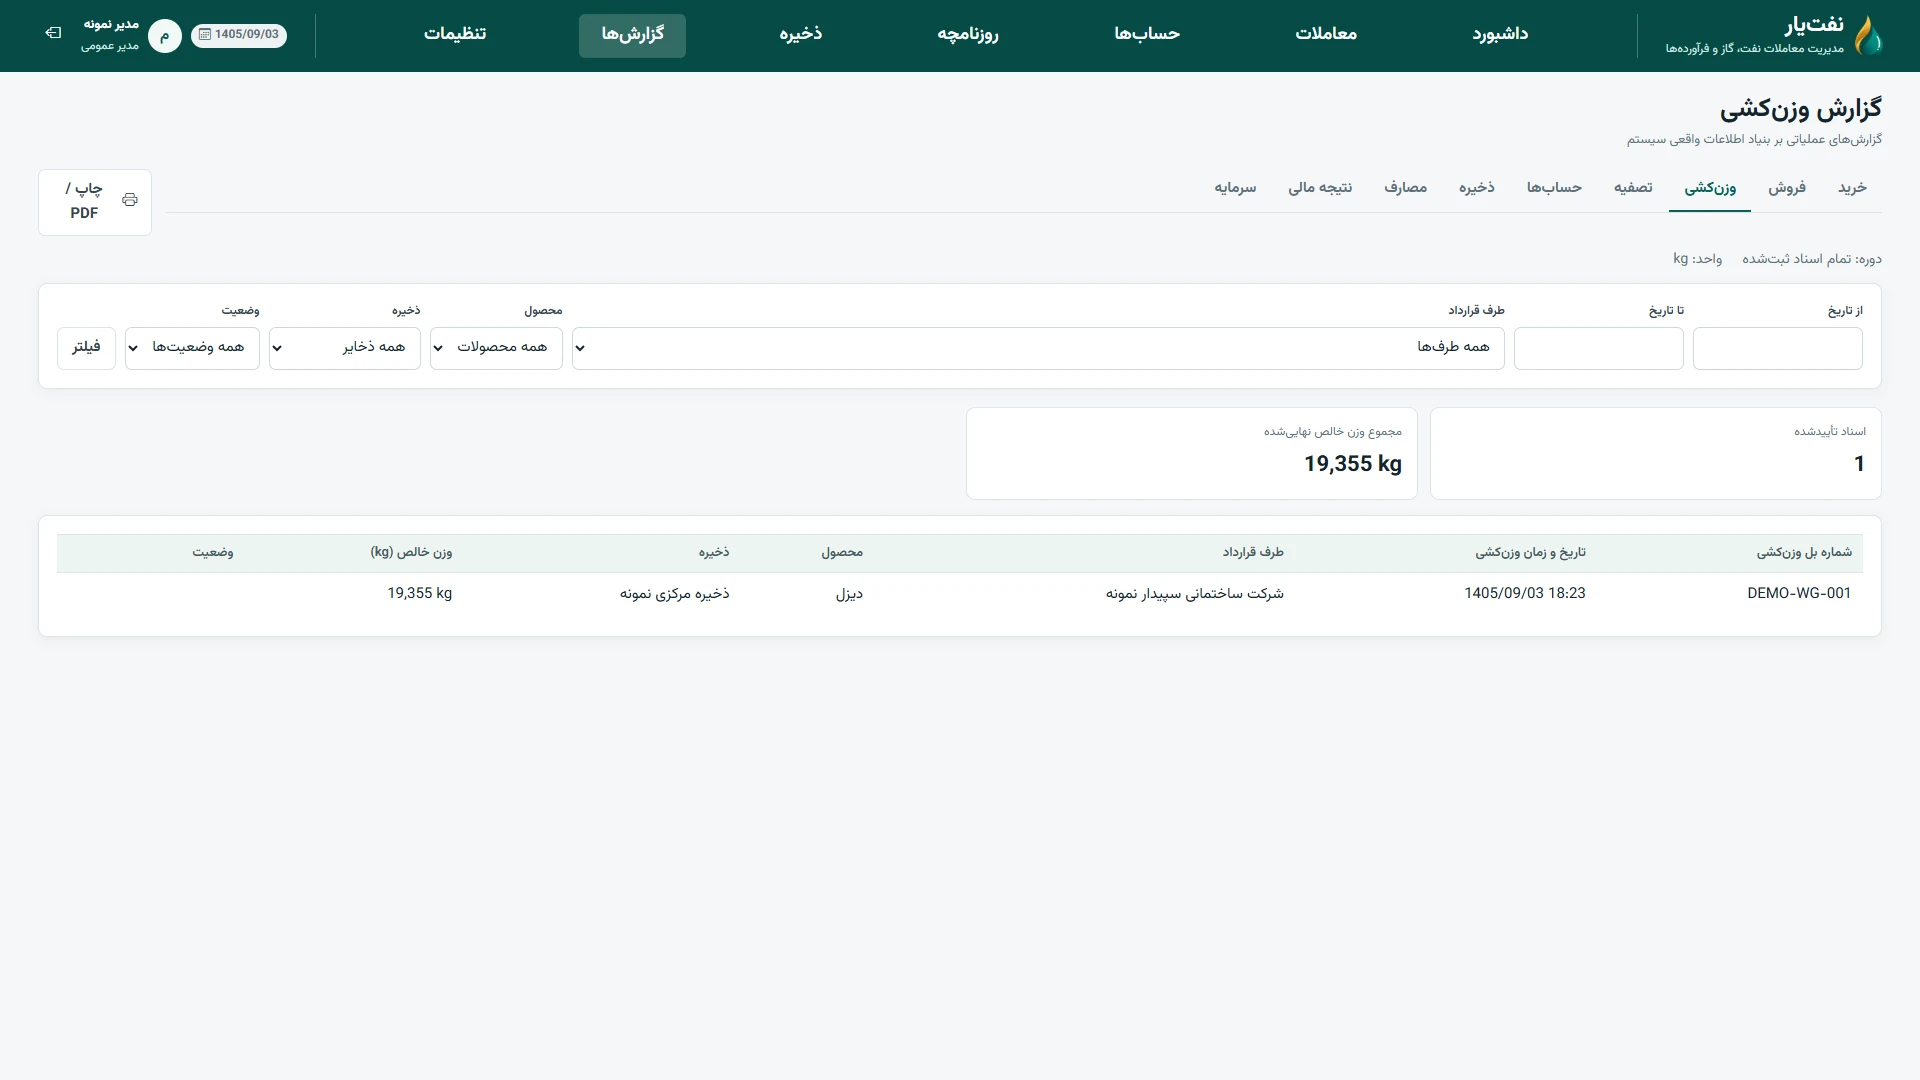 نفت‌یار
مدیریت معاملات نفت، گاز و فرآورده‌ها
داشبورد
معاملات
حساب‌ها
روزنامچه
ذخیره
گزارش‌ها
تنظیمات
1405/09/03
م
مدیر نمونه
مدیر عمومی
گزارش وزن‌کشی
گزارش‌های عملیاتی بر بنیاد اطلاعات واقعی سیستم
خرید
فروش
وزن‌کشی
تصفیه
حساب‌ها
ذخیره
مصارف
نتیجه مالی
سرمایه
چاپ /
PDF
دوره: تمام اسناد ثبت‌شده
واحد: kg
از تاریخ
تا تاریخ
طرف قرارداد
محصول
ذخیره
وضعیت
همه طرف‌ها
همه محصولات
همه ذخایر
همه وضعیت‌ها
فیلتر
اسناد تأییدشده
1
مجموع وزن خالص نهایی‌شده
19,355 kg
شماره بل وزن‌کشی
تاریخ و زمان وزن‌کشی
طرف قرارداد
محصول
ذخیره
وزن خالص (kg)
وضعیت
DEMO-WG-001
1405/09/03 18:23
شرکت ساختمانی سپیدار نمونه
دیزل
ذخیره مرکزی نمونه
19,355 kg